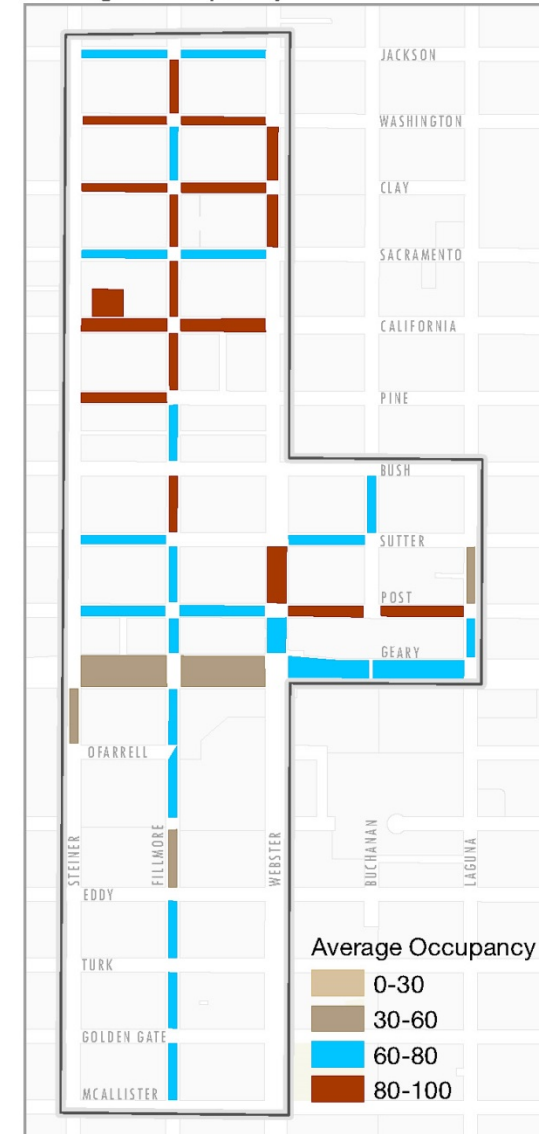 JACKSON
WASHINGTON
CLAY
SACRAMENTO
CALIFORNIA
PINE
BUSH
SUTTER
POST
GEARY
OFARRELL
STEINER
FILLMORE
WEBSTER
BUCHANAN
LAGUNA
EDDY
TURK
GOLDEN GATE
MCALLISTER
Average Occupancy
0-30
30-60
60-80
80-100